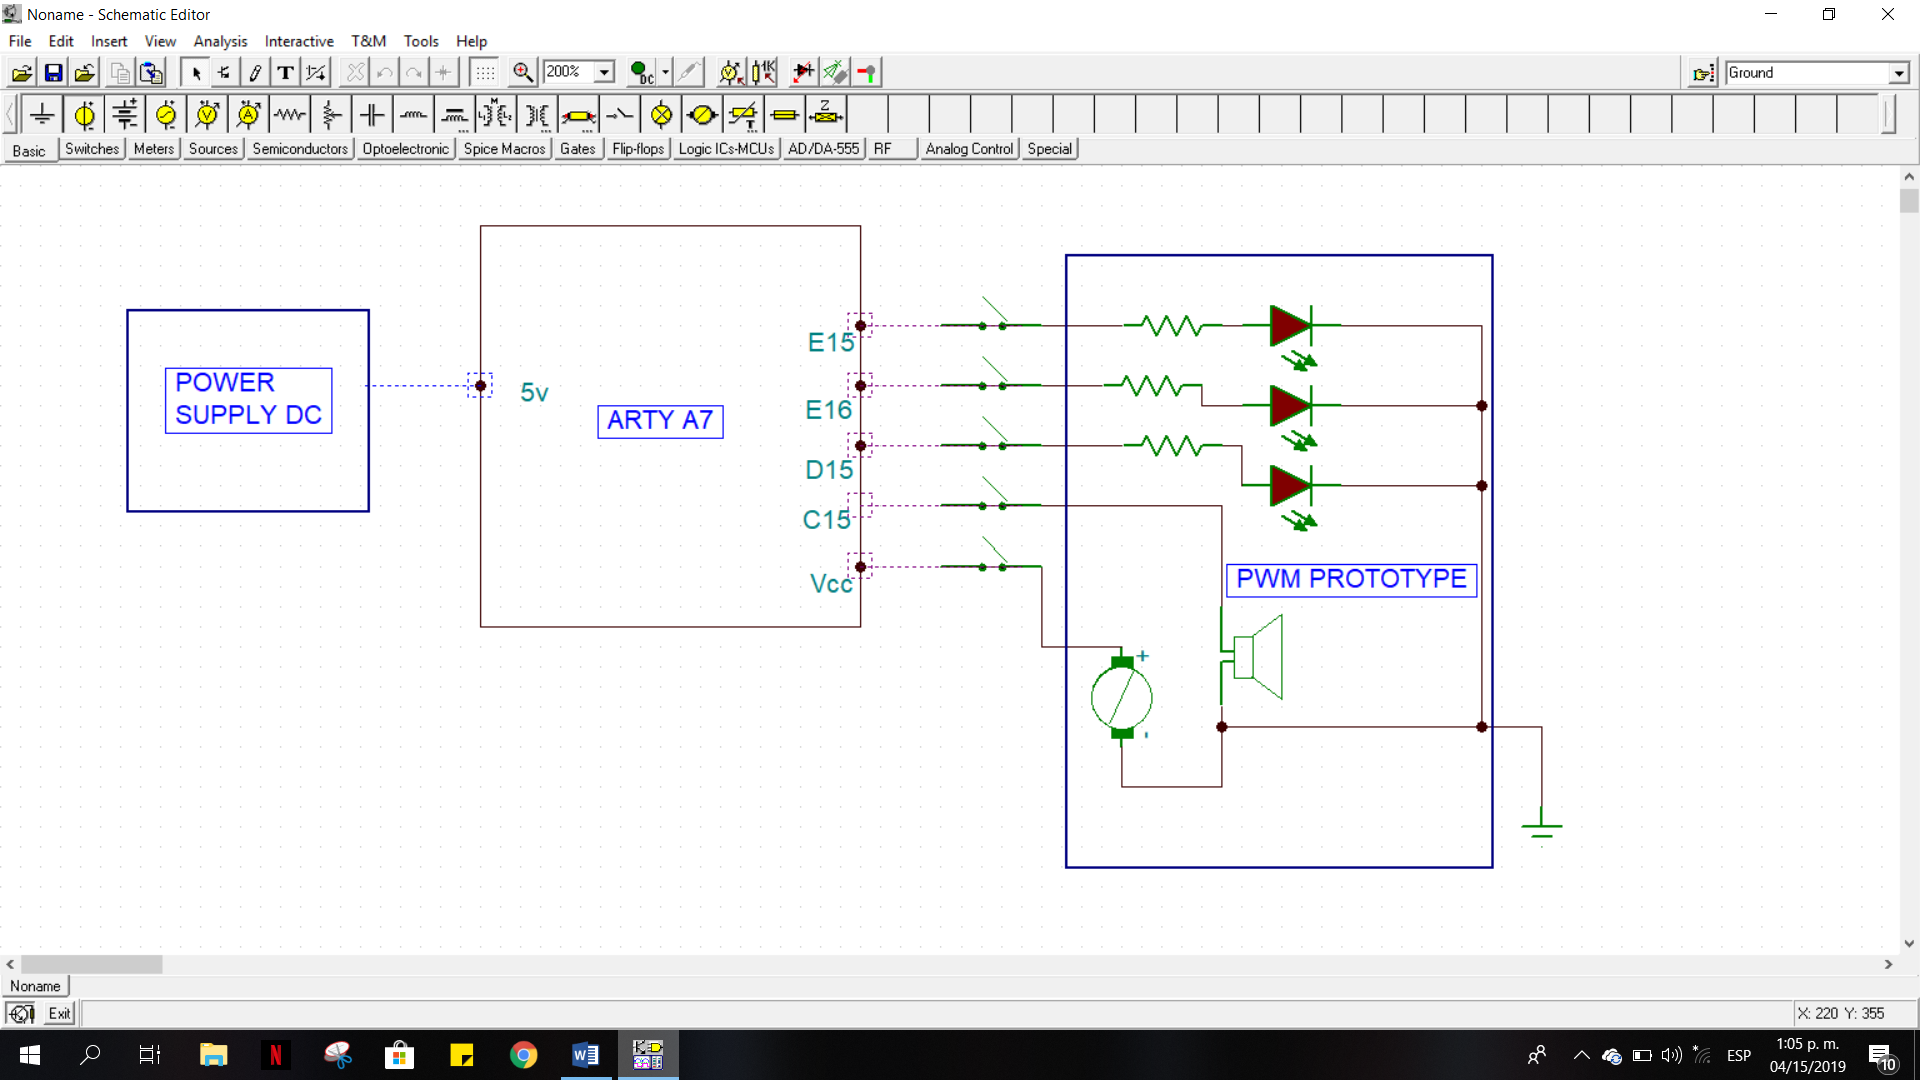 Noname - Schematic Editor
File Edit Insert View Analysis Interactive T&M Tools Help
T 200% DC 1K Ground
M T Z
Basic Switches Meters Sources Semiconductors Optoelectronic Spice Macros Gates Flip-flops Logic ICs-MCUs AD/DA-555 RF Analog Control Special
POWER
SUPPLY DC
5v
ARTY A7
E15
E16
D15
C15
Vcc
PWM PROTOTYPE
+
-
Noname
Exit
X: 220 Y: 355
ESP
1:05 p. m.
04/15/2019
10